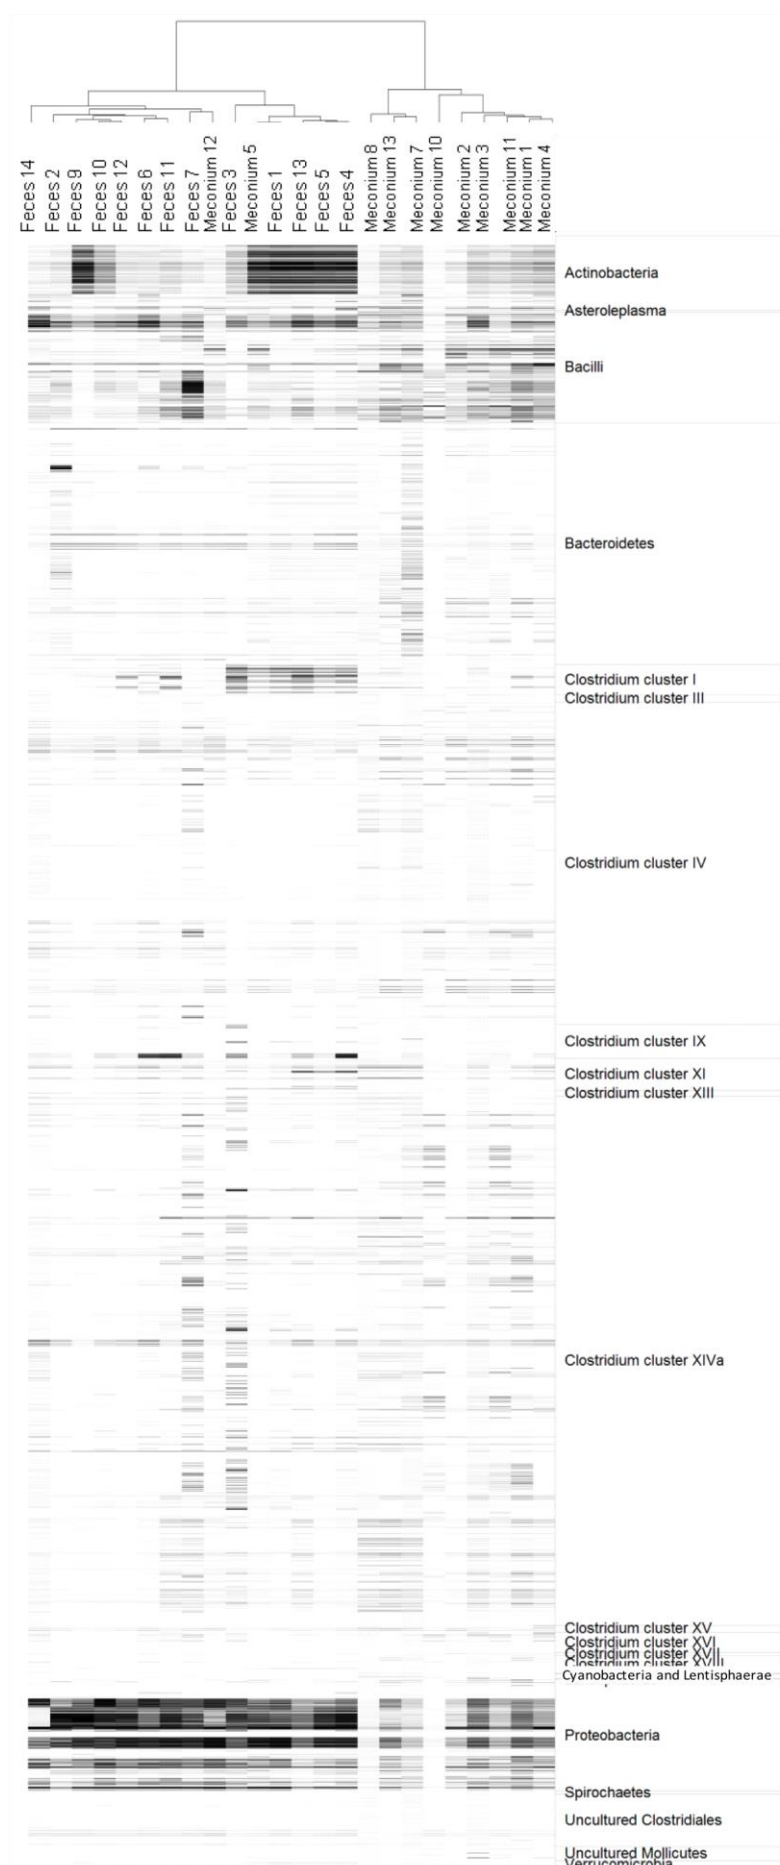 Feces 14
Feces 2
Feces 9
Feces 10
Feces 12
Feces 6
Feces 11
Feces 7
Meconium 12
Feces 3
Meconium 5
Feces 1
Feces 13
Feces 5
Feces 4
Meconium 8
Meconium 13
Meconium 7
Meconium 10
Meconium 2
Meconium 3
Meconium 11
Meconium 1
Meconium 4
Actinobacteria
Asteroleplasma
Bacilli
Bacteroidetes
Clostridium cluster I
Clostridium cluster III
Clostridium cluster IV
Clostridium cluster IX
Clostridium cluster XI
Clostridium cluster XIII
Clostridium cluster XIVa
Clostridium cluster XV
Clostridium cluster XVI
Clostridium cluster XVII
Clostridium cluster XVIII
Cyanobacteria and Lentisphaerae
Proteobacteria
Spirochaetes
Uncultured Clostridiales
Uncultured Mollicutes
Verrucomicrobia